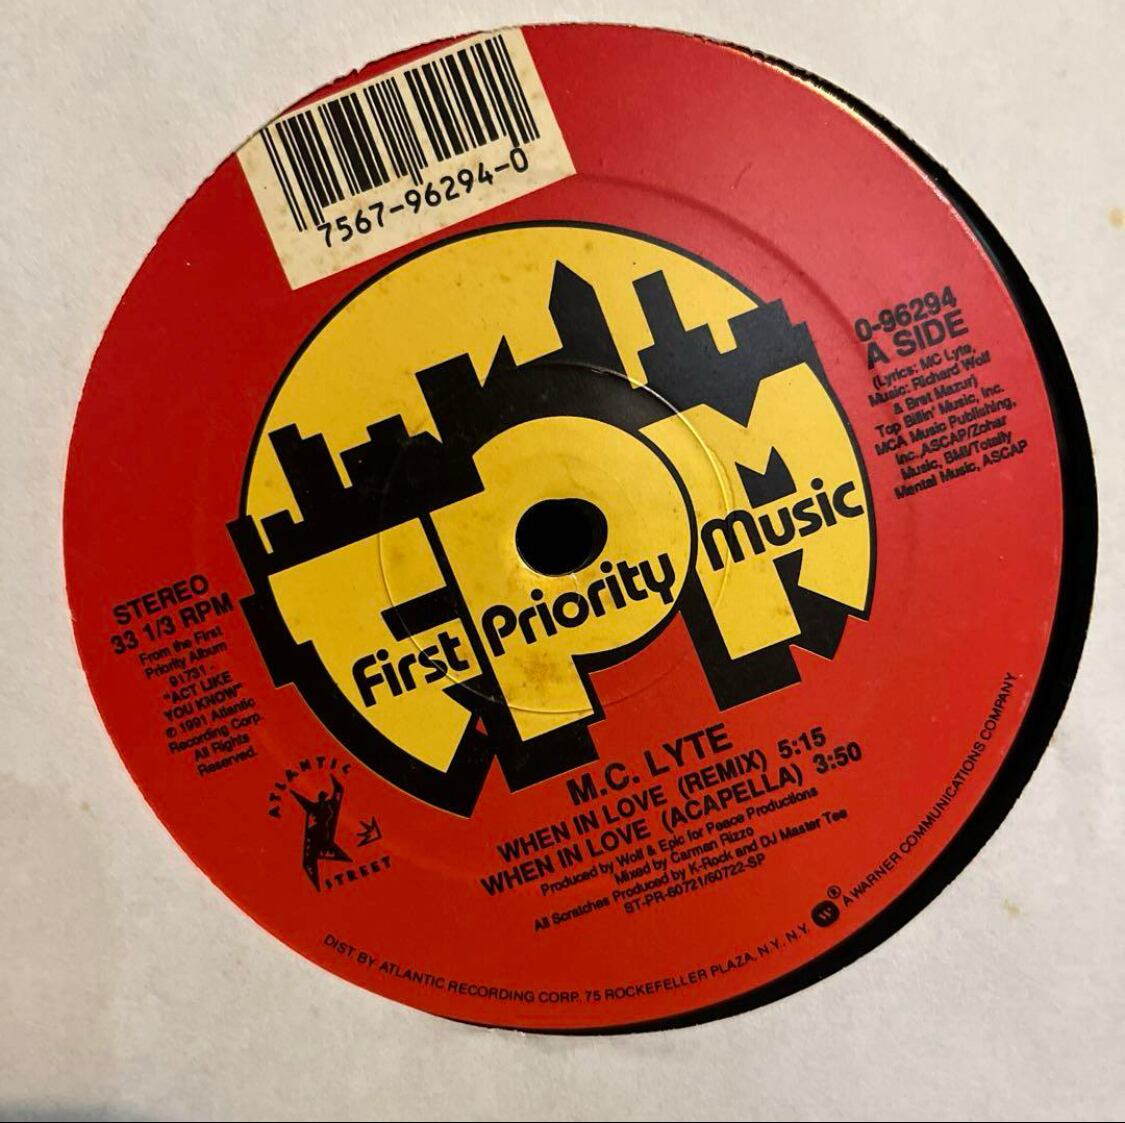 7567-96294-0
0-96294
A SIDE
(Lyrics: MC Lyte,
Music: Richard Wolf
& Bret Mazur)
Top Billin' Music, Inc.
MCA Music Publishing,
Inc., ASCAP/Zohar
Music, BMI/Totally
Mental Music, ASCAP
First Priority Music
STEREO
33 1/3 RPM
From the First
Priority Album
91731 -
"ACT LIKE
YOU KNOW"
© 1991 Atlantic
Recording Corp.
All Rights
Reserved.
ATLANTIC
STREET
M.C. LYTE
WHEN IN LOVE (REMIX) 5:15
WHEN IN LOVE (ACAPELLA) 3:50
Produced by Wolf & Epic for Peace Productions
Mixed by Carmen Rizzo
All Scratches Produced by K-Rock and DJ Master Tee
ST-PR-60721/60722-SP
DIST BY ATLANTIC RECORDING CORP. 75 ROCKEFELLER PLAZA, N.Y. N.Y. ® A WARNER COMMUNICATIONS COMPANY